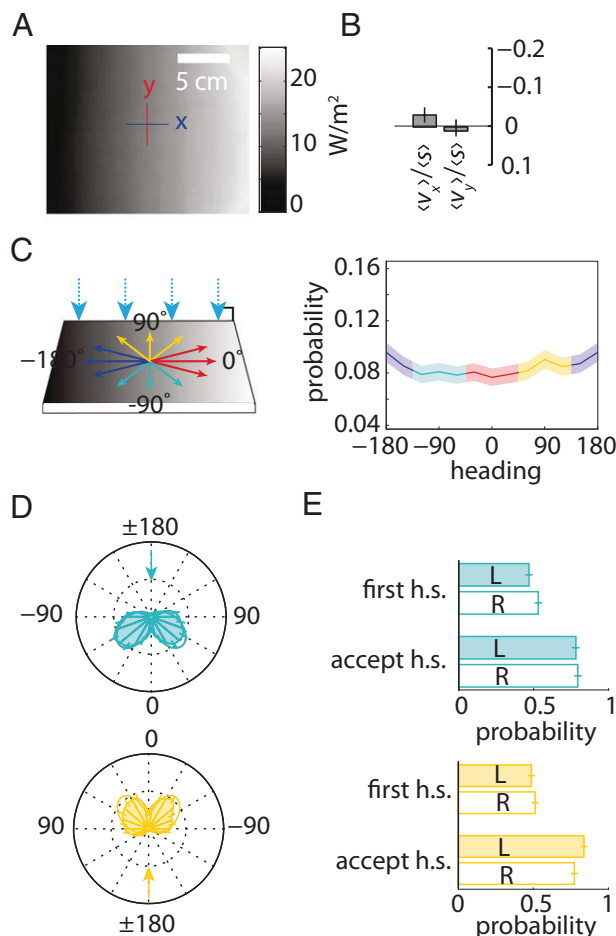 A
5 cm
y
x
20
10
0
W/m²
B
−0.2
−0.1
0
0.1
⟨vx⟩/⟨s⟩
⟨vy⟩/⟨s⟩
C
90°
−180°
0°
-90°
probability
0.16
0.12
0.08
0.04
−180
−90
0
90
180
heading
D
±180
−90
90
0
0
90
−90
±180
E
first h.s.
L
R
accept h.s.
L
R
0
0.5
1
probability
first h.s.
L
R
accept h.s.
L
R
0
0.5
1
probability